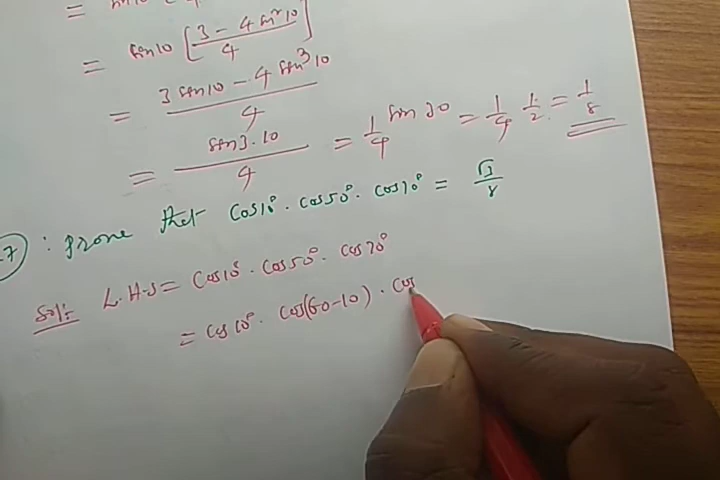 = sin10 [3 - 4 sin²10 / 4]
= 3 sin10 - 4 sin³10 / 4
= sin3.10 / 4 = 1/4 sin 30 = 1/4 1/2 = 1/8
7) : prove that cos10° . cos50° . cos70° = √3/8
Sol: L.H.S = cos10° . cos50° . cos70°
= cos10° . cos(60-10) . cos